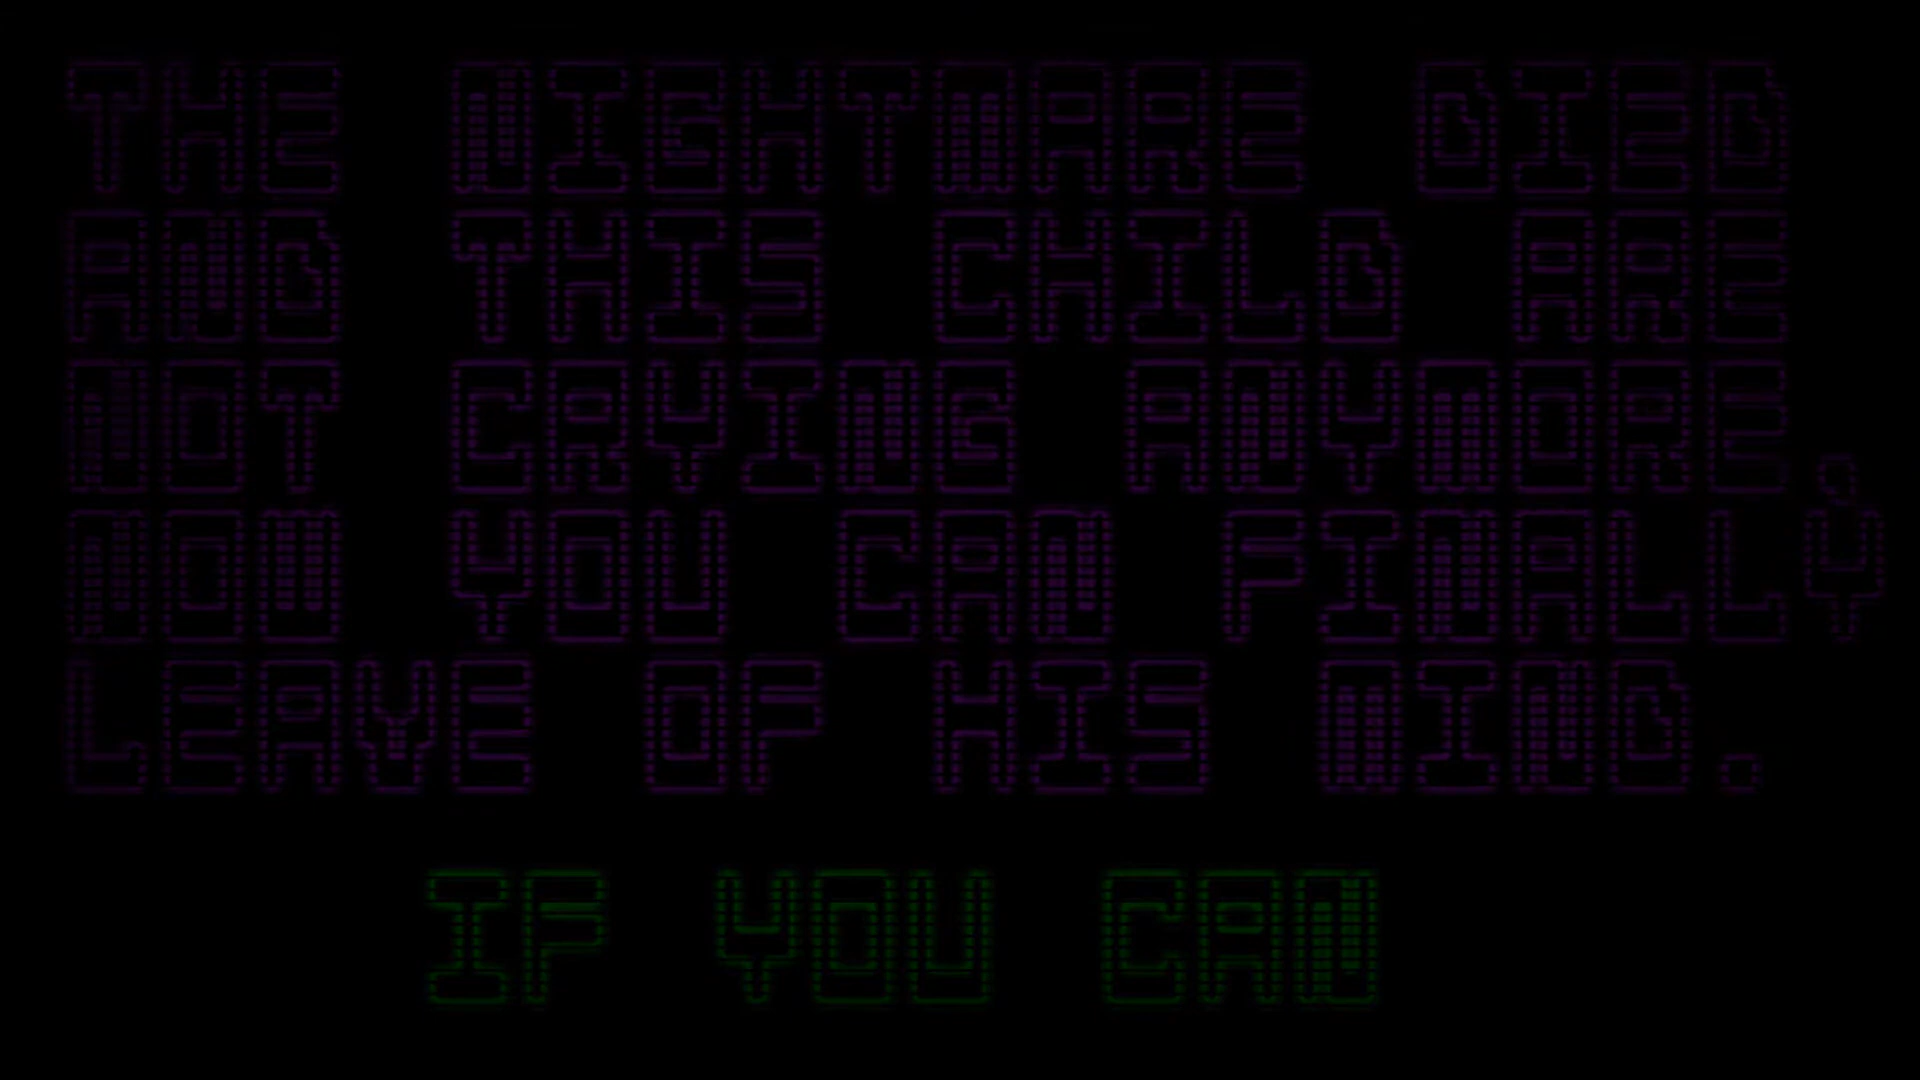 THE NIGHTMARE DIED
AND THIS CHILD ARE
NOT CRYING ANYMORE,
NOW YOU CAN FINALLY
LEAVE OF HIS MIND.
IF YOU CAN